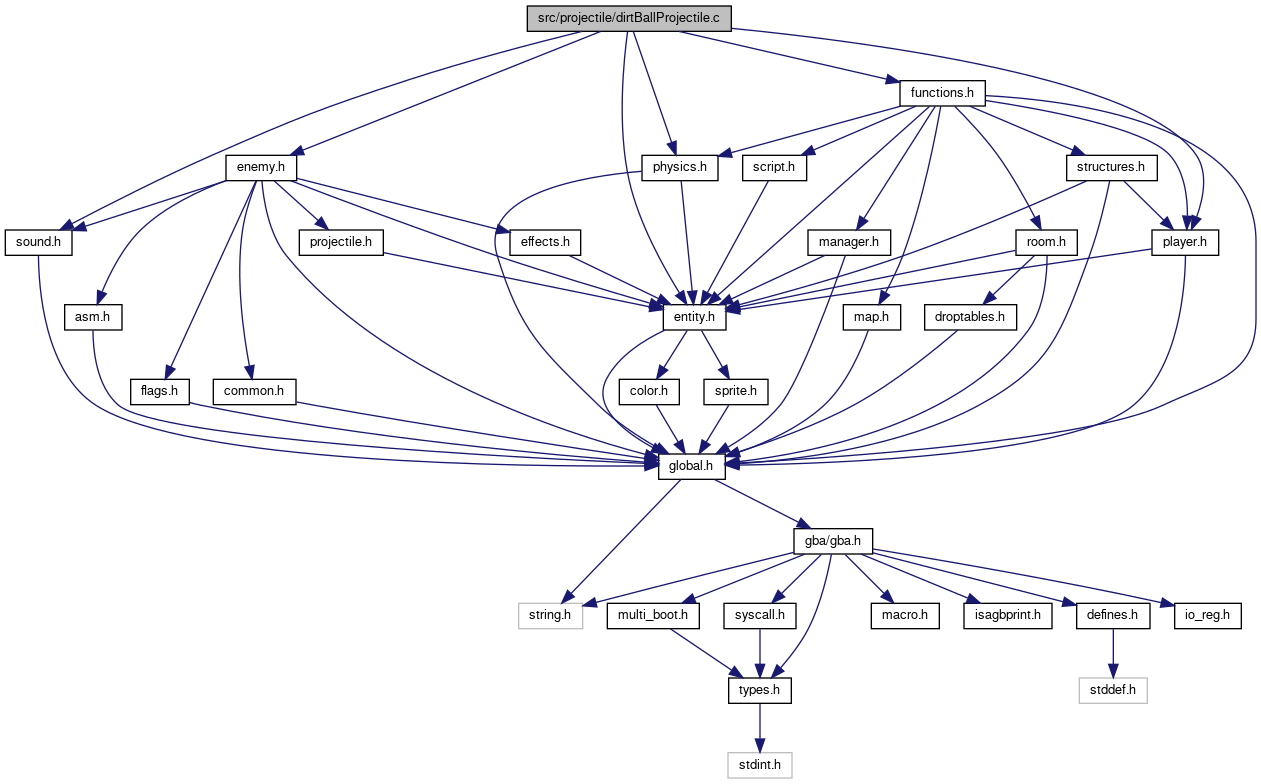 src/projectile/dirtBallProjectile.c
functions.h
enemy.h
physics.h
script.h
structures.h
sound.h
projectile.h
effects.h
manager.h
room.h
player.h
asm.h
entity.h
map.h
droptables.h
flags.h
common.h
color.h
sprite.h
global.h
gba/gba.h
string.h
multi_boot.h
syscall.h
macro.h
isagbprint.h
defines.h
io_reg.h
types.h
stddef.h
stdint.h